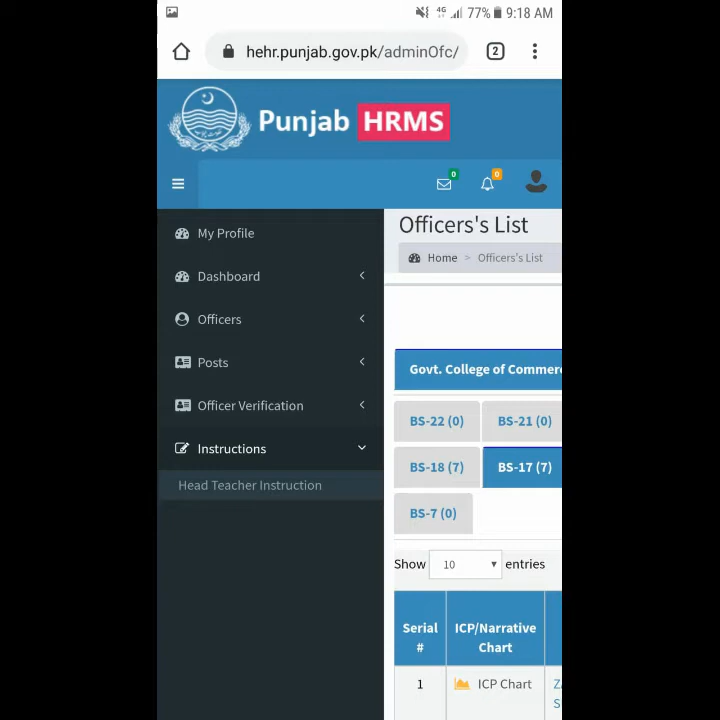 4G 77% 9:18 AM
hehr.punjab.gov.pk/adminOfc/ 2
Punjab HRMS
0 0
My Profile
Officers's List
Home > Officers's List
Dashboard
Officers
Posts
Govt. College of Commer
Officer Verification
BS-22 (0) BS-21 (0)
Instructions
BS-18 (7) BS-17 (7)
Head Teacher Instruction
BS-7 (0)
Show 10 entries
Serial # ICP/Narrative Chart
1 ICP Chart